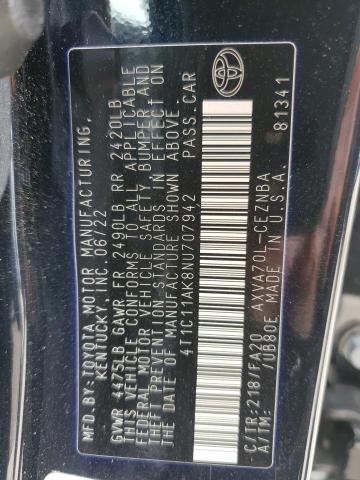 MFD.BY:TOYOTA MOTOR MANUFACTURING,
KENTUCKY, INC. 06/22
GVWR 4475LB GAWR FR 2490LB RR 2420LB
THIS VEHICLE CONFORMS TO ALL APPLICABLE
FEDERAL MOTOR VEHICLE SAFETY, BUMPER AND
THEFT PREVENTION STANDARDS IN EFFECT ON
THE DATE OF MANUFACTURE SHOWN ABOVE.
4T1C11AK8NU707942 PASS.CAR
C/TR:218/FA20 AXVA70L-CEZNBA
A/TM: /UB80E MADE IN U.S.A. 81341